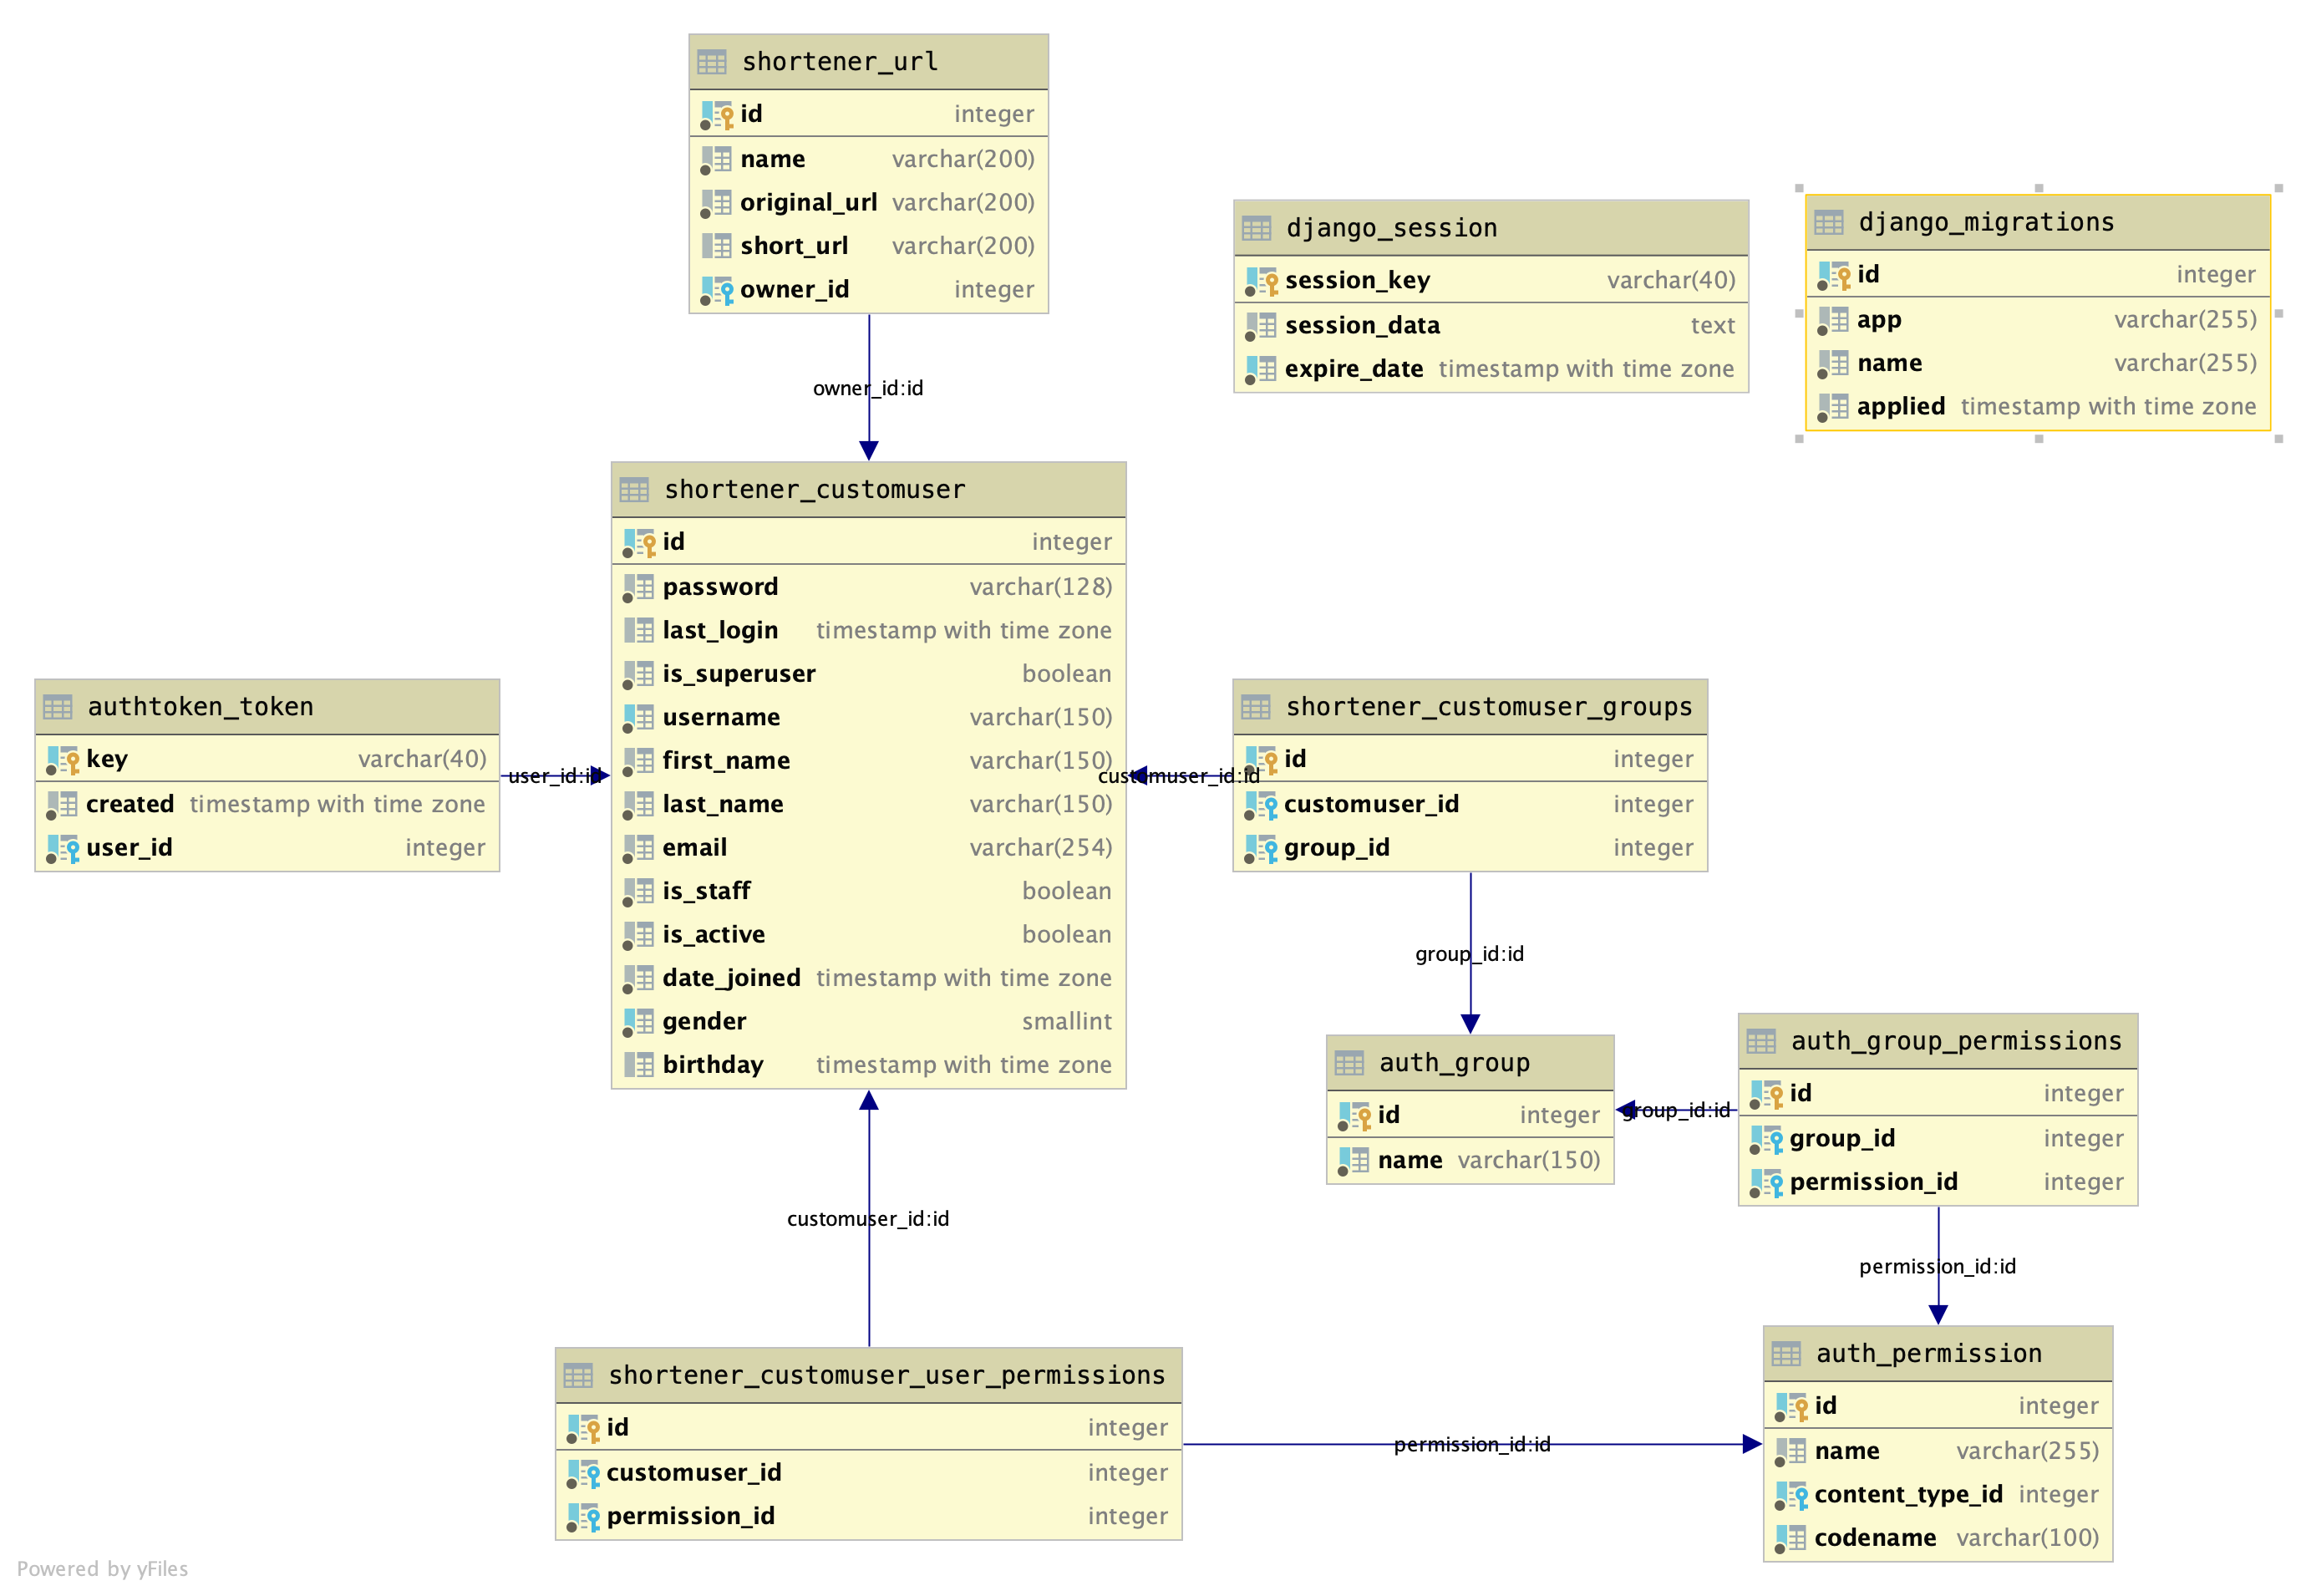 shortener_url
id integer
name varchar(200)
original_url varchar(200)
short_url varchar(200)
owner_id integer
django_session
session_key varchar(40)
session_data text
expire_date timestamp with time zone
django_migrations
id integer
app varchar(255)
name varchar(255)
applied timestamp with time zone
owner_id:id
shortener_customuser
id integer
password varchar(128)
last_login timestamp with time zone
is_superuser boolean
username varchar(150)
first_name varchar(150)
last_name varchar(150)
email varchar(254)
is_staff boolean
is_active boolean
date_joined timestamp with time zone
gender smallint
birthday timestamp with time zone
authtoken_token
key varchar(40)
created timestamp with time zone
user_id integer
user_id:id
customuser_id:id
shortener_customuser_groups
id integer
customuser_id integer
group_id integer
group_id:id
auth_group
id integer
name varchar(150)
group_id:id
auth_group_permissions
id integer
group_id integer
permission_id integer
customuser_id:id
permission_id:id
shortener_customuser_user_permissions
id integer
customuser_id integer
permission_id integer
permission_id:id
auth_permission
id integer
name varchar(255)
content_type_id integer
codename varchar(100)
Powered by yFiles